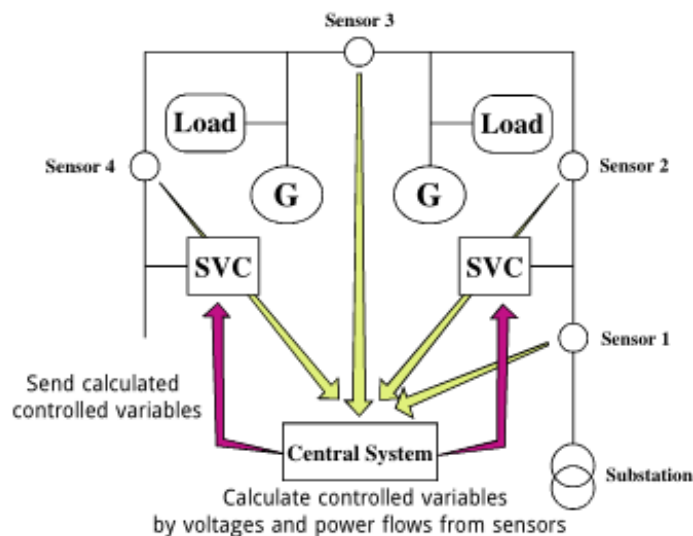 Sensor 3
Load
Load
Sensor 4
Sensor 2
G
G
SVC
SVC
Sensor 1
Send calculated
controlled variables
Central System
Substation
Calculate controlled variables
by voltages and power flows from sensors